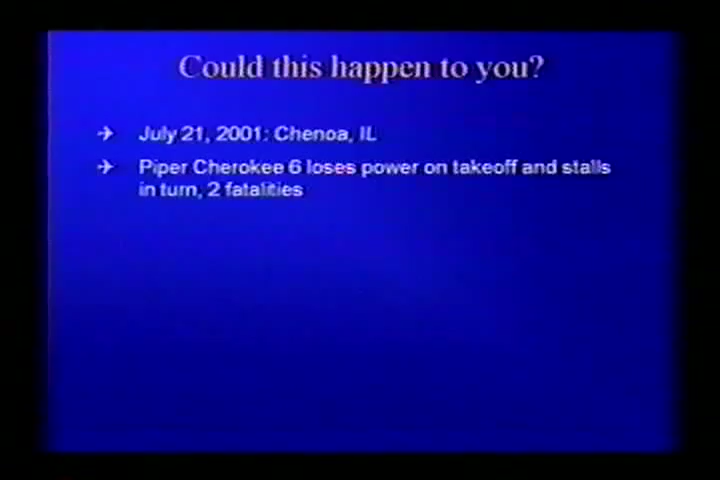 Could this happen to you?
July 21, 2001: Chenoa, IL
Piper Cherokee 6 loses power on takeoff and stalls
in turn, 2 fatalities